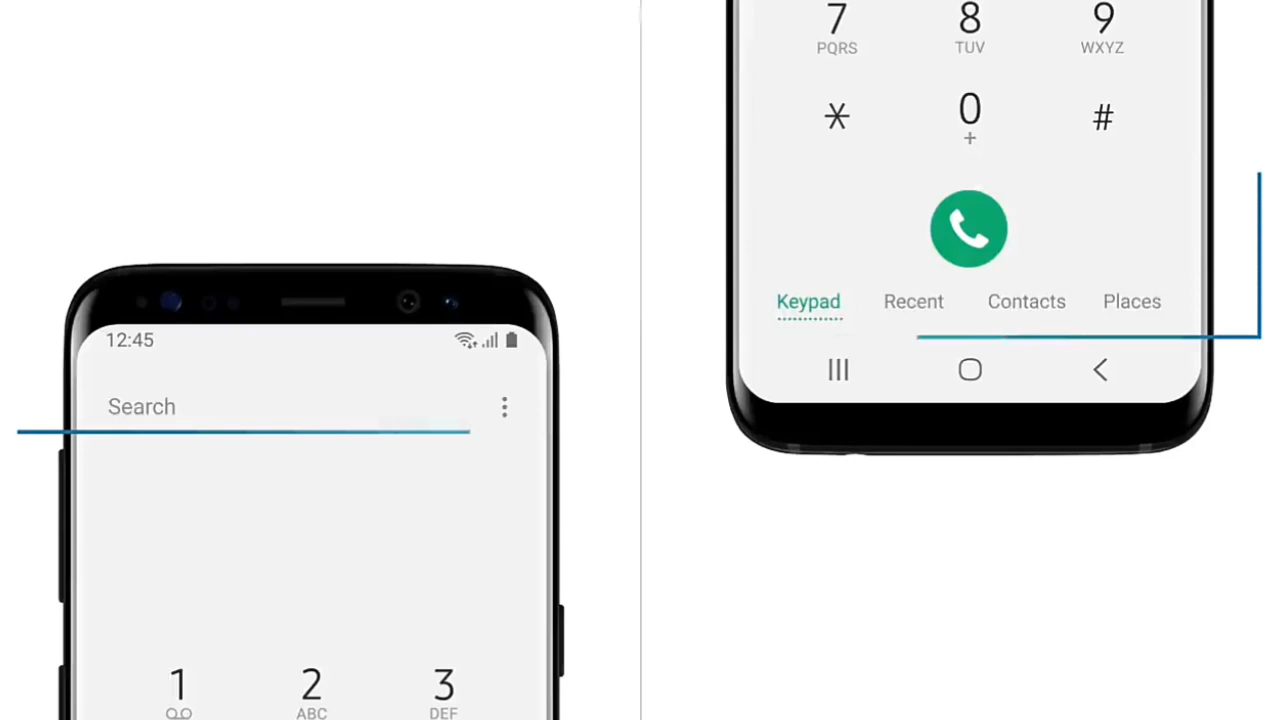 12:45
Search
1 2 3
ABC DEF
7 8 9
PQRS TUV WXYZ
* 0 #
+
Keypad Recent Contacts Places